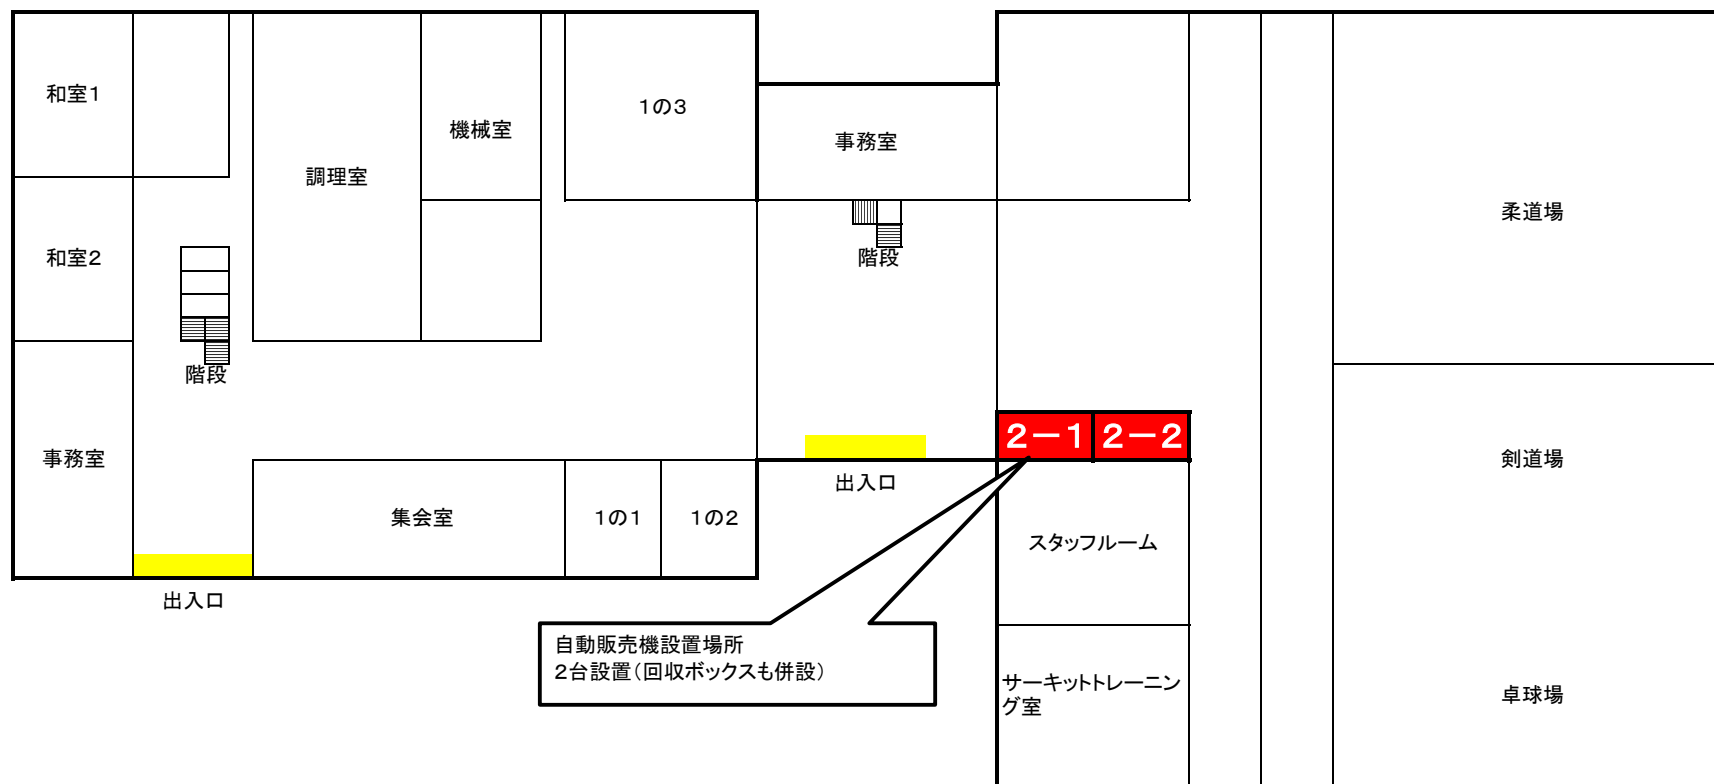 和室1
機械室
1の3
事務室
調理室
柔道場
和室2
階段
階段
2-1
2-2
事務室
出入口
剣道場
集会室
1の1
1の2
スタッフルーム
出入口
自動販売機設置場所
2台設置(回収ボックスも併設)
サーキットトレーニン
グ室
卓球場